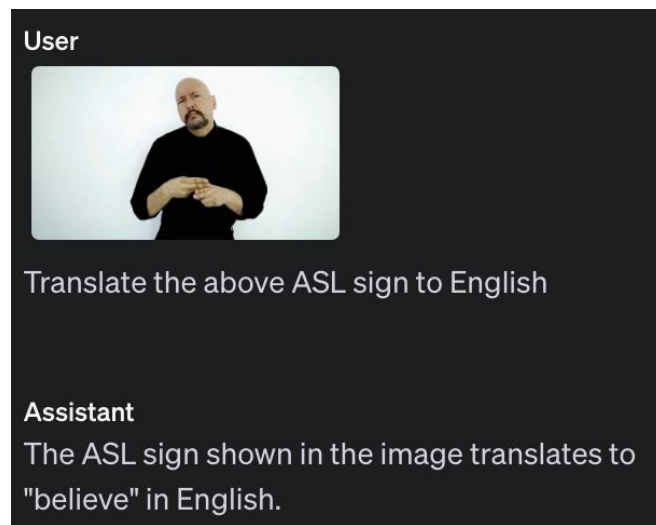 User
Translate the above ASL sign to English
Assistant
The ASL sign shown in the image translates to
"believe" in English.